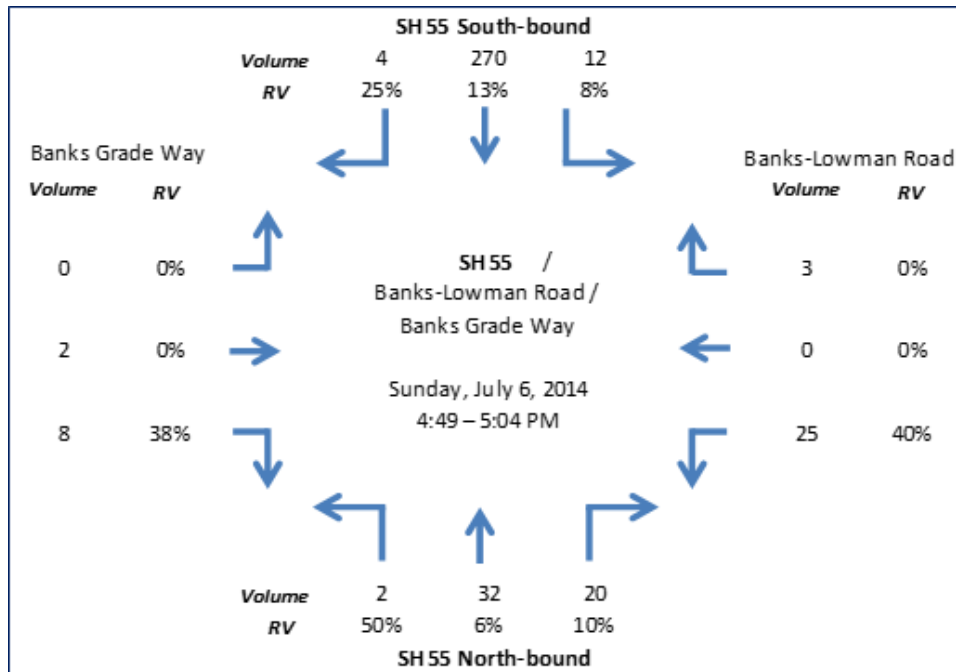 SH 55 South-bound
Volume 4 270 12
RV 25% 13% 8%
Banks Grade Way
Volume RV
Banks-Lowman Road
Volume RV
0 0%
SH 55 /
Banks-Lowman Road /
Banks Grade Way
3 0%
2 0%
0 0%
Sunday, July 6, 2014
4:49 – 5:04 PM
8 38%
25 40%
Volume 2 32 20
RV 50% 6% 10%
SH 55 North-bound